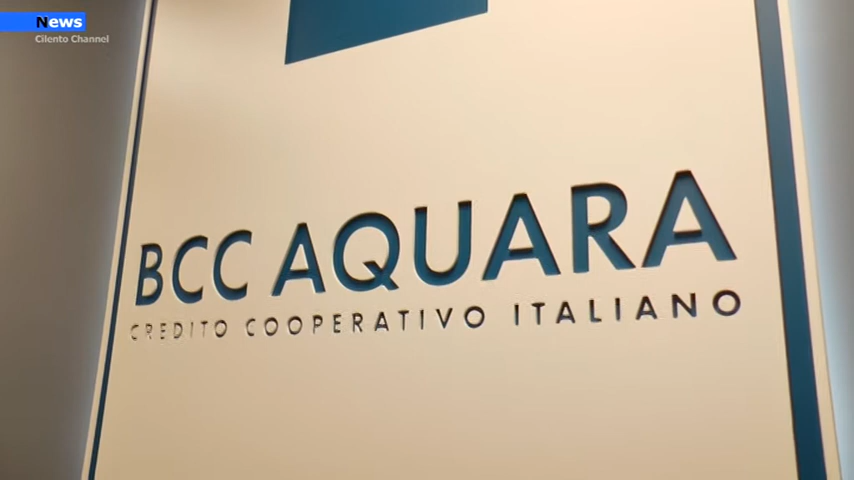 News
Cilento Channel
BCC AQUARA
CREDITO COOPERATIVO ITALIANO